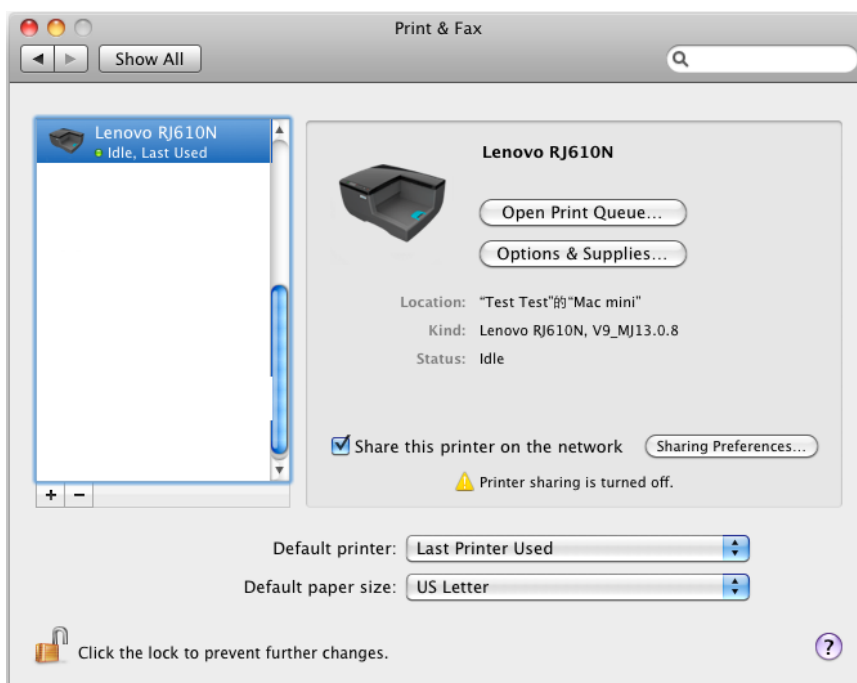 Print & Fax
Show All
Lenovo RJ610N
Idle, Last Used
Lenovo RJ610N
Open Print Queue...
Options & Supplies...
Location: “Test Test”的“Mac mini”
Kind: Lenovo RJ610N, V9_MJ13.0.8
Status: Idle
Share this printer on the network Sharing Preferences...
Printer sharing is turned off.
+ −
Default printer: Last Printer Used
Default paper size: US Letter
Click the lock to prevent further changes. ?